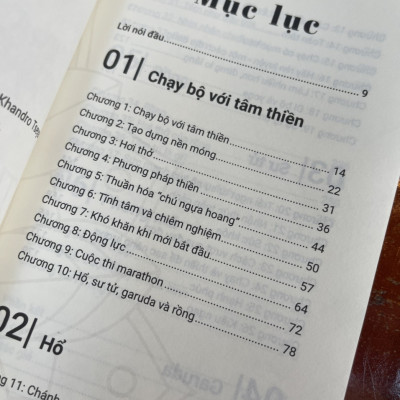 Mục lục
Lời nói đầu 9
01| Chạy bộ với tâm thiền
Chương 1: Chạy bộ với tâm thiền 14
Chương 2: Tạo dựng nền móng 22
Chương 3: Hơi thở 31
Chương 4: Phương pháp thiền 36
Chương 5: Thuần hóa “chú ngựa hoang” 44
Chương 6: Tĩnh tâm và chiêm nghiệm 50
Chương 7: Khó khăn khi mới bắt đầu 57
Chương 8: Động lực 64
Chương 9: Cuộc thi marathon 72
Chương 10: Hổ, sư tử, garuda và rồng 78
02| Hổ
11: Chánh
Khandro